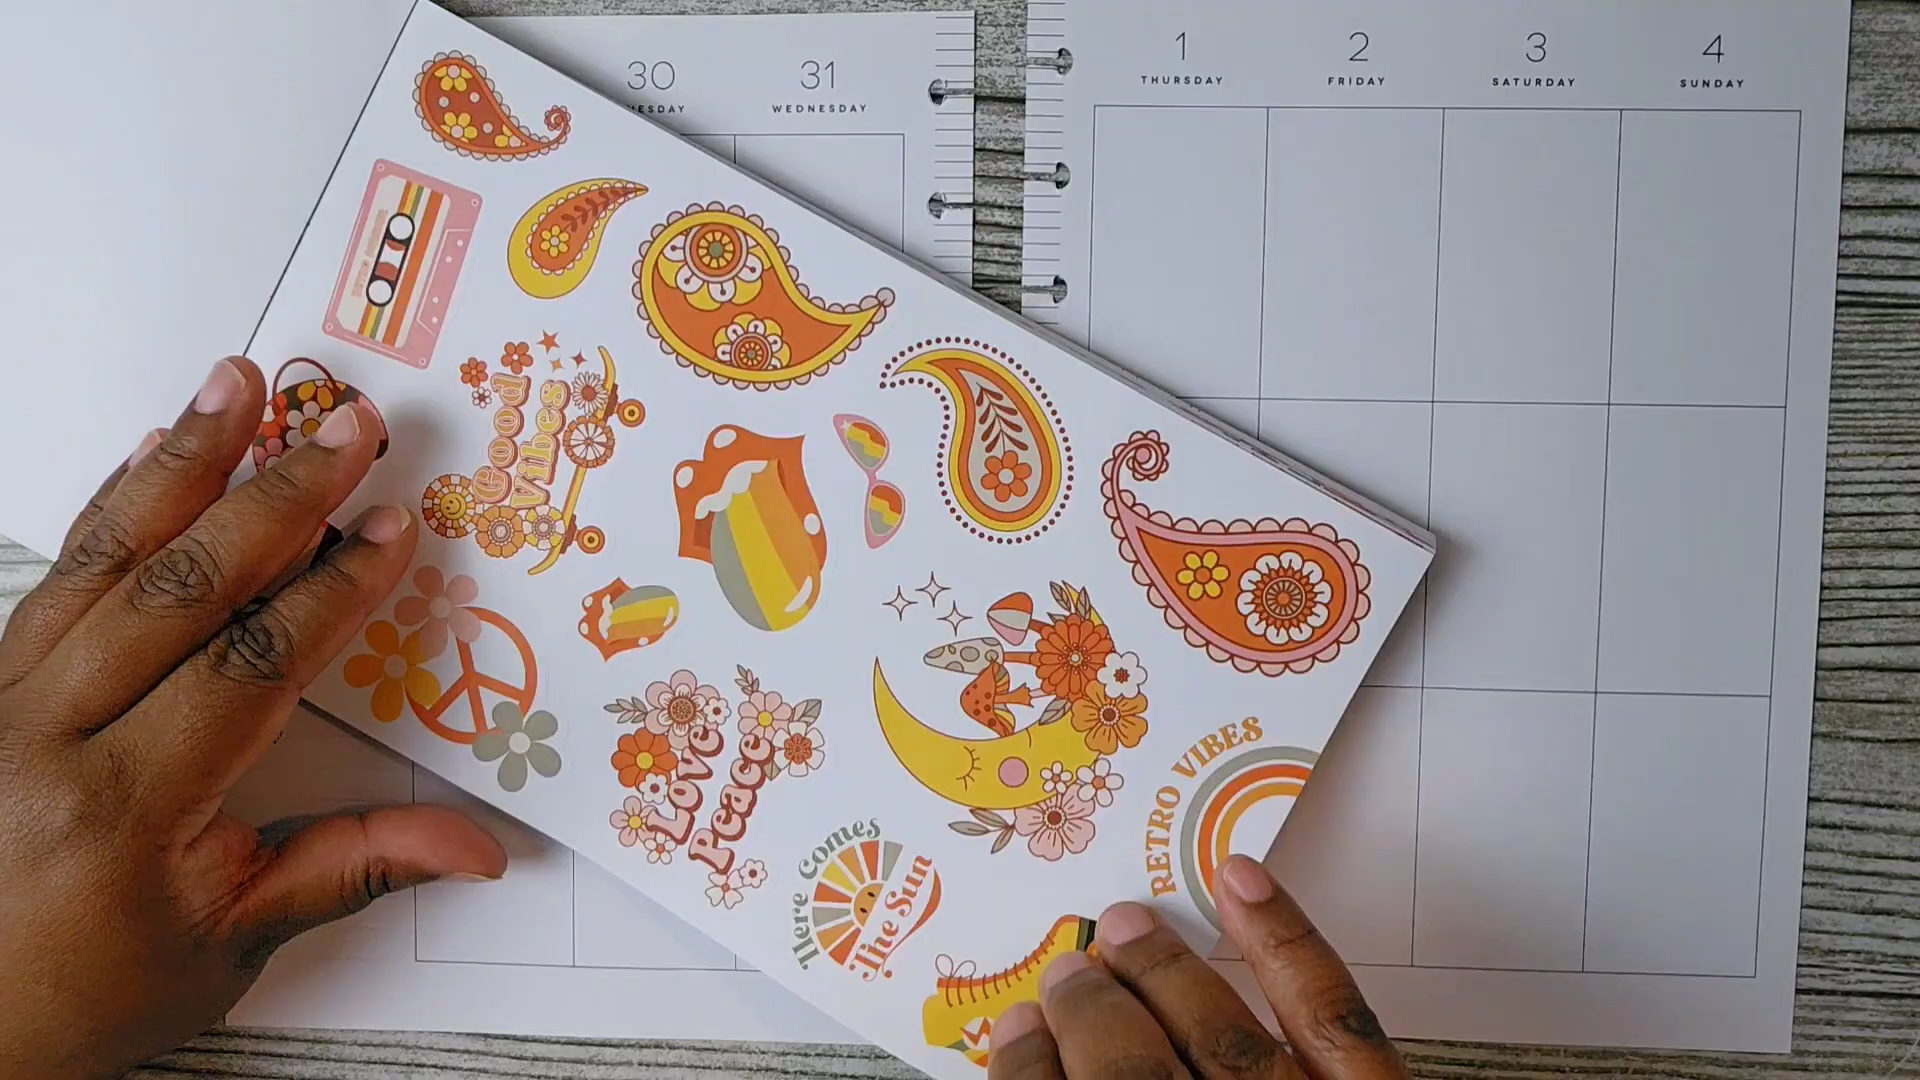 30
31
ESDAY
WEDNESDAY
1
2
3
4
THURSDAY
FRIDAY
SATURDAY
SUNDAY
Good
Vibes
Love
Peace
Here Comes
The Sun
RETRO VIBES